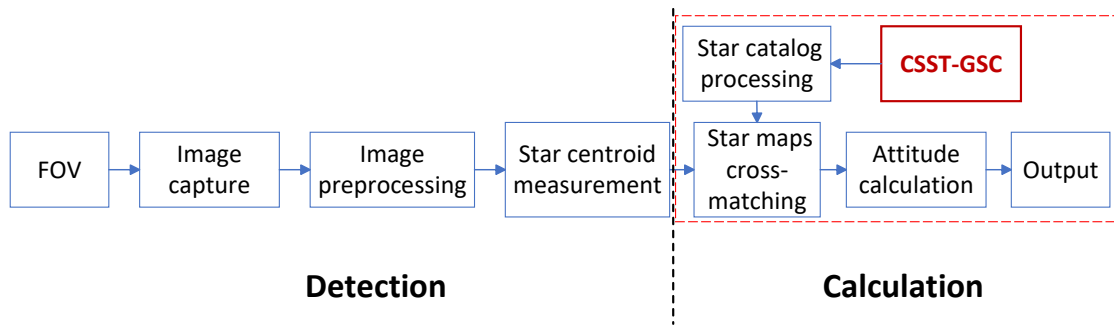 Star catalog
processing
CSST-GSC
FOV
Image
capture
Image
preprocessing
Star centroid
measurement
Star maps
cross-
matching
Attitude
calculation
Output
Detection
Calculation